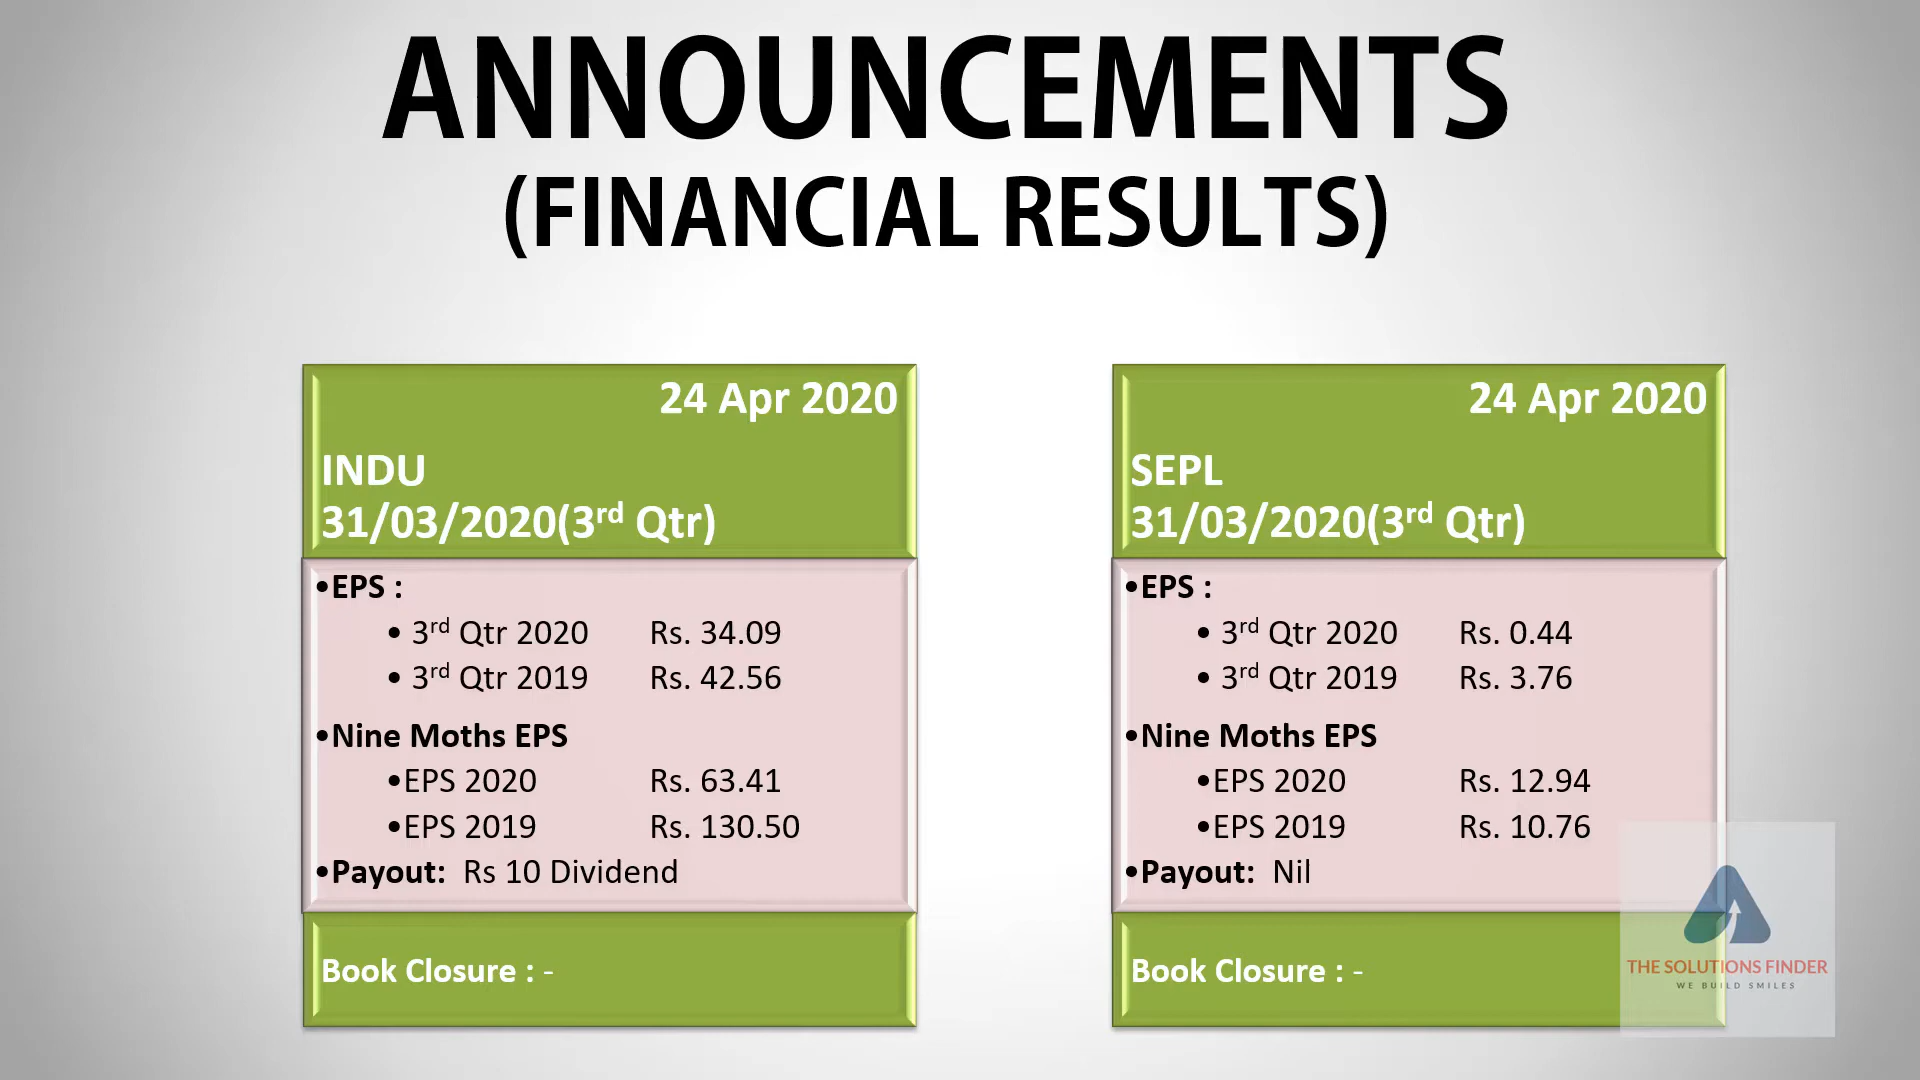 ANNOUNCEMENTS
(FINANCIAL RESULTS)
24 Apr 2020
INDU
31/03/2020(3rd Qtr)
•EPS :
• 3rd Qtr 2020 Rs. 34.09
• 3rd Qtr 2019 Rs. 42.56
•Nine Moths EPS
•EPS 2020 Rs. 63.41
•EPS 2019 Rs. 130.50
•Payout: Rs 10 Dividend
Book Closure : -
24 Apr 2020
SEPL
31/03/2020(3rd Qtr)
•EPS :
• 3rd Qtr 2020 Rs. 0.44
• 3rd Qtr 2019 Rs. 3.76
•Nine Moths EPS
•EPS 2020 Rs. 12.94
•EPS 2019 Rs. 10.76
•Payout: Nil
Book Closure : -
THE SOLUTIONS FINDER
WE BUILD SMILES